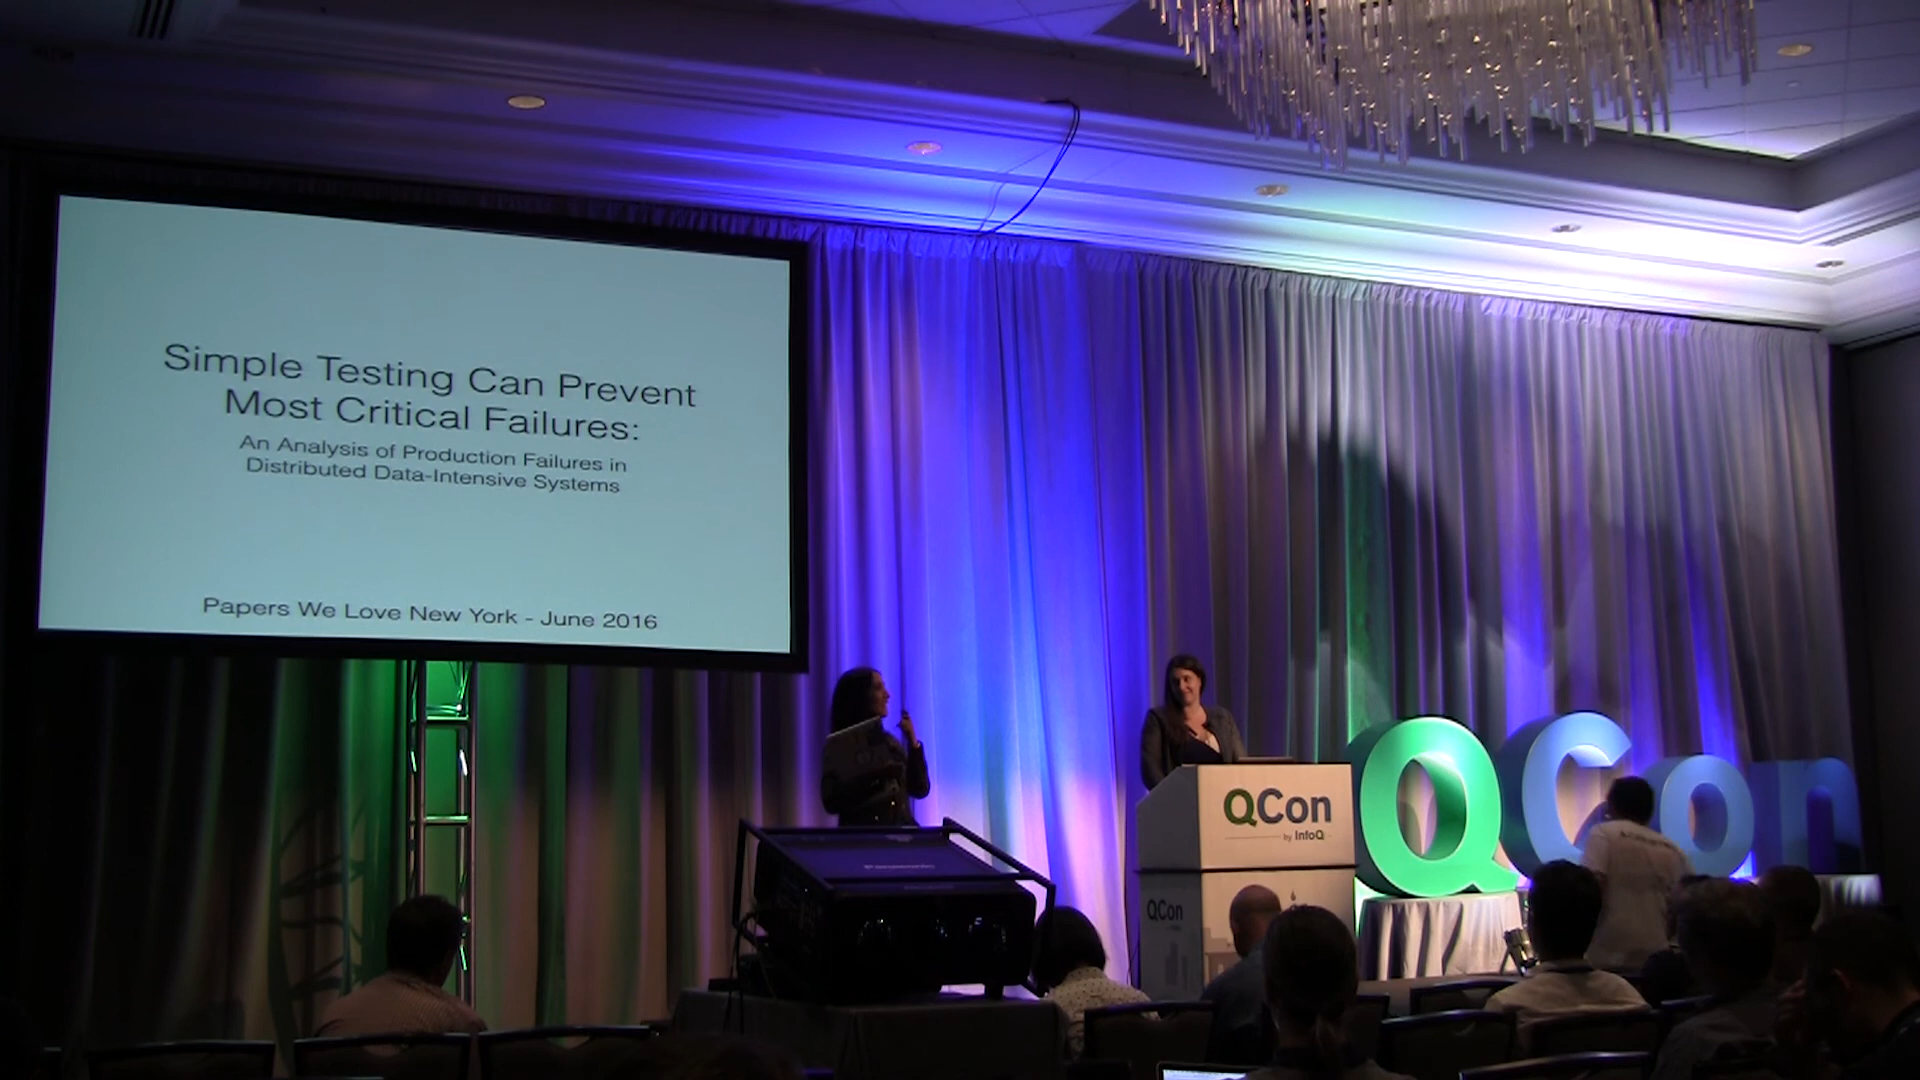 Simple Testing Can Prevent
Most Critical Failures:
An Analysis of Production Failures in
Distributed Data-Intensive Systems
Papers We Love New York - June 2016
QCon
by InfoQ
QCon
QCon